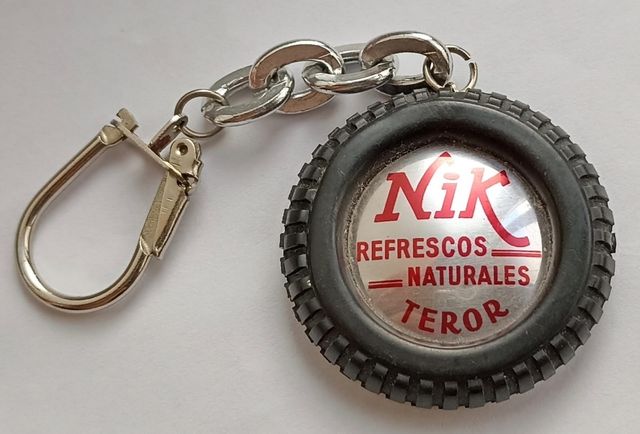 NiK
REFRESCOS
NATURALES
TEROR